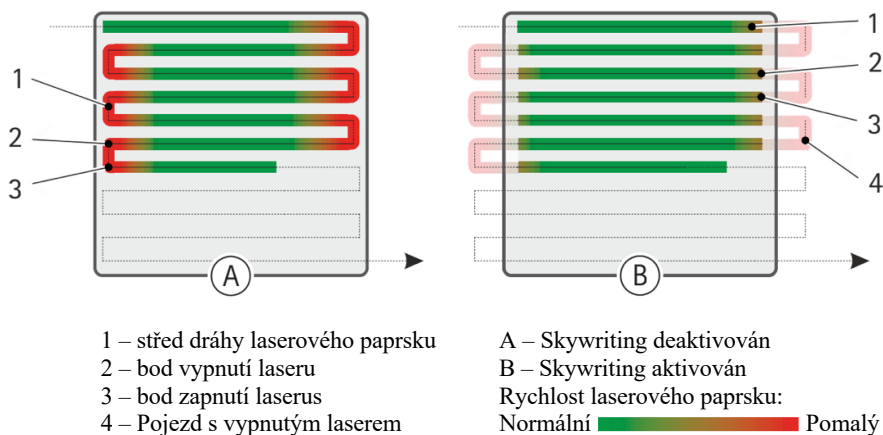 1
2
3
A
1
2
3
4
B
1 – střed dráhy laserového paprsku
2 – bod vypnutí laseru
3 – bod zapnutí laserus
4 – Pojezd s vypnutým laserem
A – Skywriting deaktivován
B – Skywriting aktivován
Rychlost laserového paprsku:
Normální Pomalý